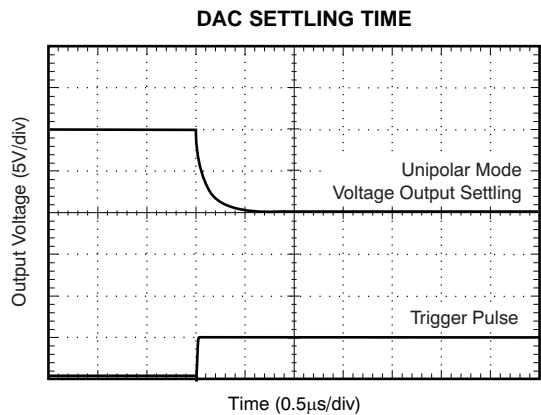 DAC SETTLING TIME
Output Voltage (5V/div)
Unipolar Mode
Voltage Output Settling
Trigger Pulse
Time (0.5μs/div)